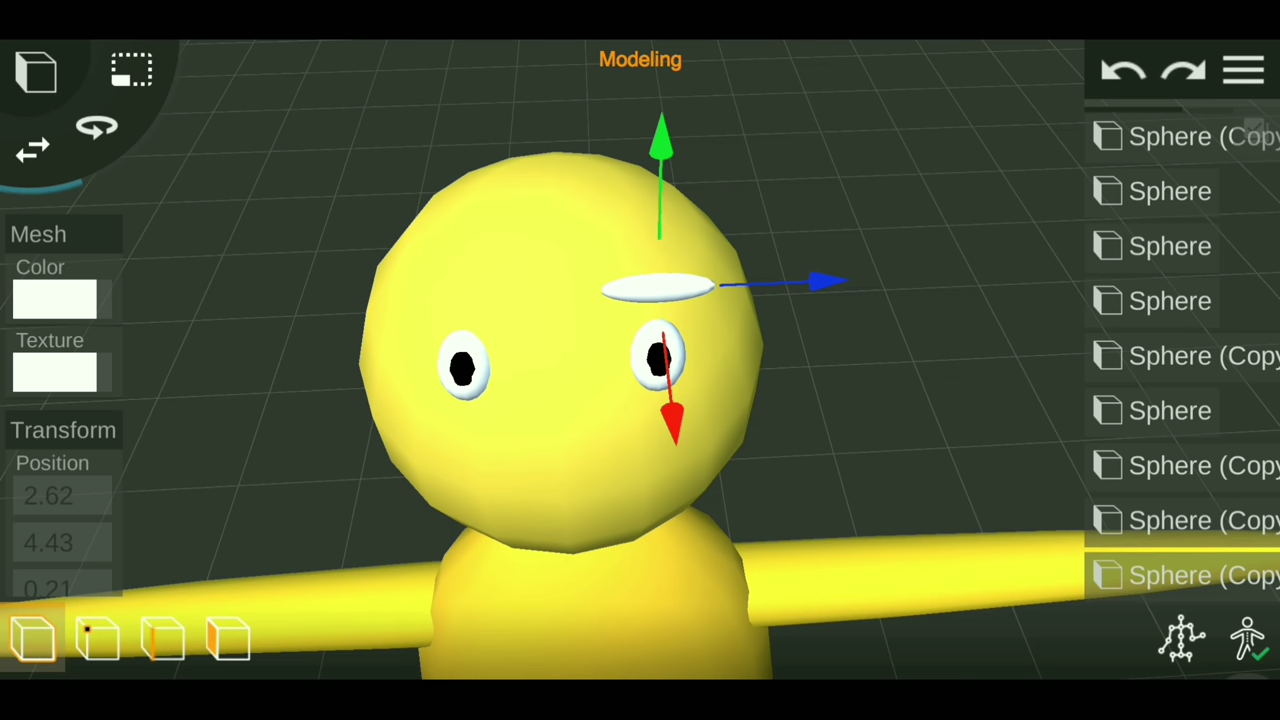 Modeling
Mesh
Color
Texture
Transform
Position
2.62
4.43
0.21
Sphere (Copy
Sphere
Sphere
Sphere
Sphere (Copy
Sphere
Sphere (Copy
Sphere (Copy
Sphere (Copy